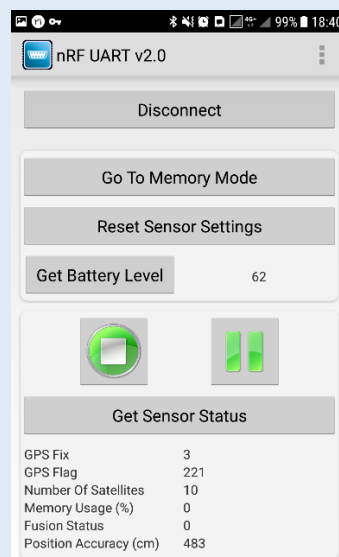 99% 18:40
nRF UART v2.0
Disconnect
Go To Memory Mode
Reset Sensor Settings
Get Battery Level 62
Get Sensor Status
GPS Fix 3
GPS Flag 221
Number Of Satellites 10
Memory Usage (%) 0
Fusion Status 0
Position Accuracy (cm) 483